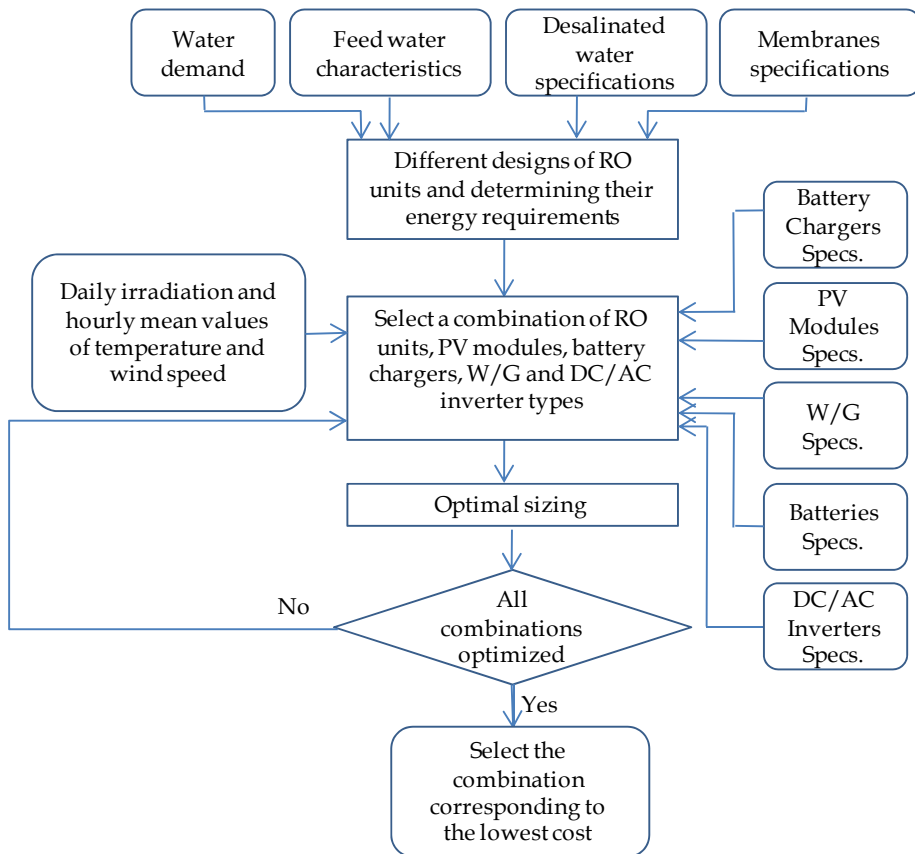 Water
demand
Feed water
characteristics
Desalinated
water
specifications
Membranes
specifications
Different designs of RO
units and determining their
energy requirements
Battery
Chargers
Specs.
Daily irradiation and
hourly mean values
of temperature and
wind speed
Select a combination of RO
units, PV modules, battery
chargers, W/G and DC/AC
inverter types
PV
Modules
Specs.
W/G
Specs.
Optimal sizing
Batteries
Specs.
No
All
combinations
optimized
DC/AC
Inverters
Specs.
Yes
Select the
combination
corresponding to
the lowest cost